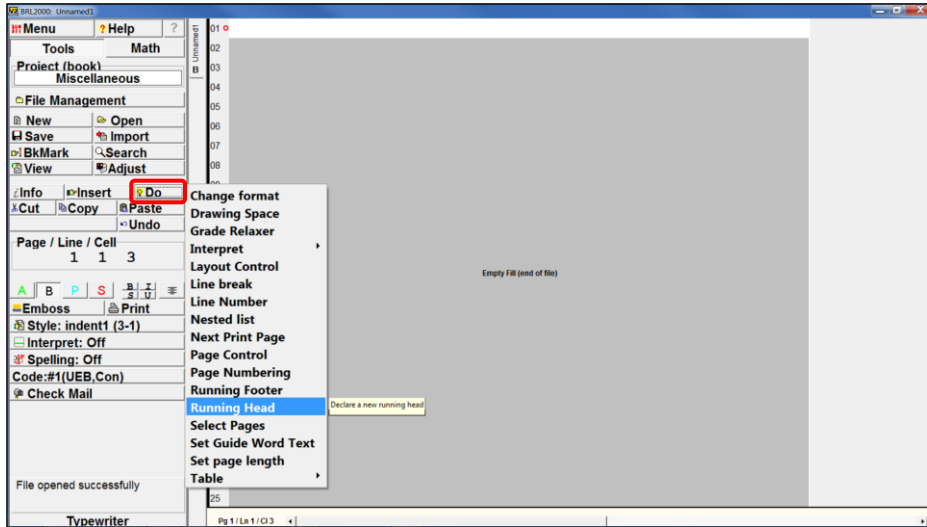 BRL2000: Unnamed1
Menu ? Help ?
Tools Math
Project (book)
Miscellaneous
File Management
New Open
Save Import
BkMark Search
View Adjust
Info Insert Do
Cut Copy Paste
Undo
Page / Line / Cell
1 1 3
A B P S B I S U
Emboss Print
Style: indent1 (3-1)
Interpret: Off
Spelling: Off
Code:#1(UEB,Con)
Check Mail
File opened successfully
Typewriter
Unnamed1
B
01
02
03
04
05
06
07
08
25
Change format
Drawing Space
Grade Relaxer
Interpret
Layout Control
Line break
Line Number
Nested list
Next Print Page
Page Control
Page Numbering
Running Footer
Running Head
Select Pages
Set Guide Word Text
Set page length
Table
Declare a new running head
Empty Fill (end of file)
Pg 1/Ln 1/Cl 3